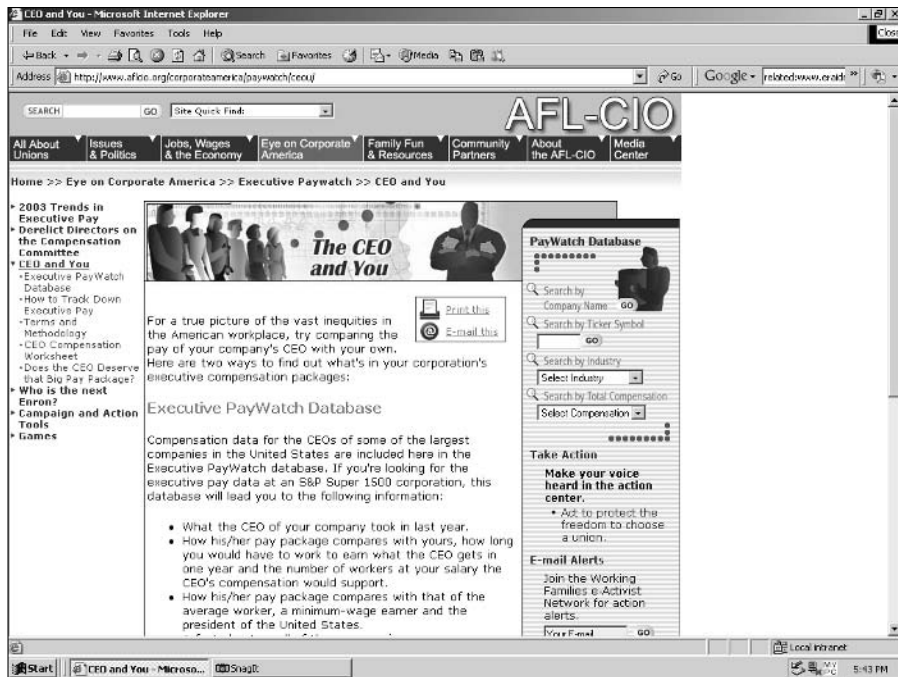 CEO and You - Microsoft Internet Explorer
File Edit View Favorites Tools Help
Close
Back Search Favorites Media
Address http://www.aflcio.org/corporateamerica/paywatch/ceou/ Go Google related:www.eraide
SEARCH GO Site Quick Find:
AFL-CIO
All About Unions
Issues & Politics
Jobs, Wages & the Economy
Eye on Corporate America
Family Fun & Resources
Community Partners
About the AFL-CIO
Media Center
Home >> Eye on Corporate America >> Executive Paywatch >> CEO and You
2003 Trends in
Executive Pay
Derelict Directors on
the Compensation
Committee
CEO and You
Executive PayWatch
Database
How to Track Down
Executive Pay
Terms and
Methodology
CEO Compensation
Worksheet
Does the CEO Deserve
that Big Pay Package?
Who is the next
Enron?
Campaign and Action
Tools
Games
The CEO
and You
Print this
E-mail this
For a true picture of the vast inequities in
the American workplace, try comparing the
pay of your company's CEO with your own.
Here are two ways to find out what's in your corporation's
executive compensation packages:
Executive PayWatch Database
Compensation data for the CEOs of some of the largest
companies in the United States are included here in the
Executive PayWatch database. If you're looking for the
executive pay data at an S&P Super 1500 corporation, this
database will lead you to the following information:
• What the CEO of your company took in last year.
• How his/her pay package compares with yours, how long
you would have to work to earn what the CEO gets in
one year and the number of workers at your salary the
CEO's compensation would support.
• How his/her pay package compares with that of the
average worker, a minimum-wage earner and the
president of the United States.
PayWatch Database
Search by
Company Name GO
Search by Ticker Symbol
GO
Search by Industry
Select Industry
Search by Total Compensation
Select Compensation
Take Action
Make your voice
heard in the action
center.
• Act to protect the
freedom to choose
a union.
E-mail Alerts
Join the Working
Families e-Activist
Network for action
alerts.
Your E-mail GO
Local intranet
Start CEO and You - Microso... SnagIt MY PC 5:43 PM